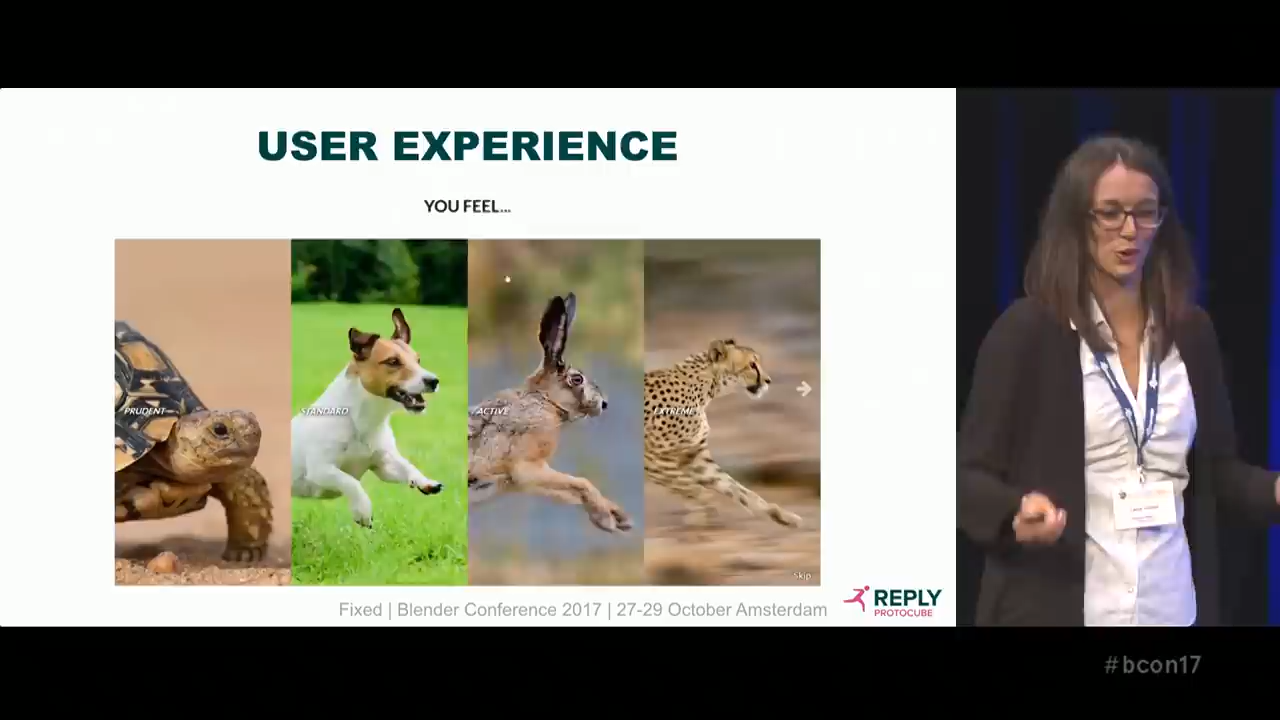 USER EXPERIENCE
YOU FEEL...
PRUDENT
STANDARD
ACTIVE
EXTREME
Skip
Fixed | Blender Conference 2017 | 27-29 October Amsterdam
REPLY
PROTOCUBE
#bcon17